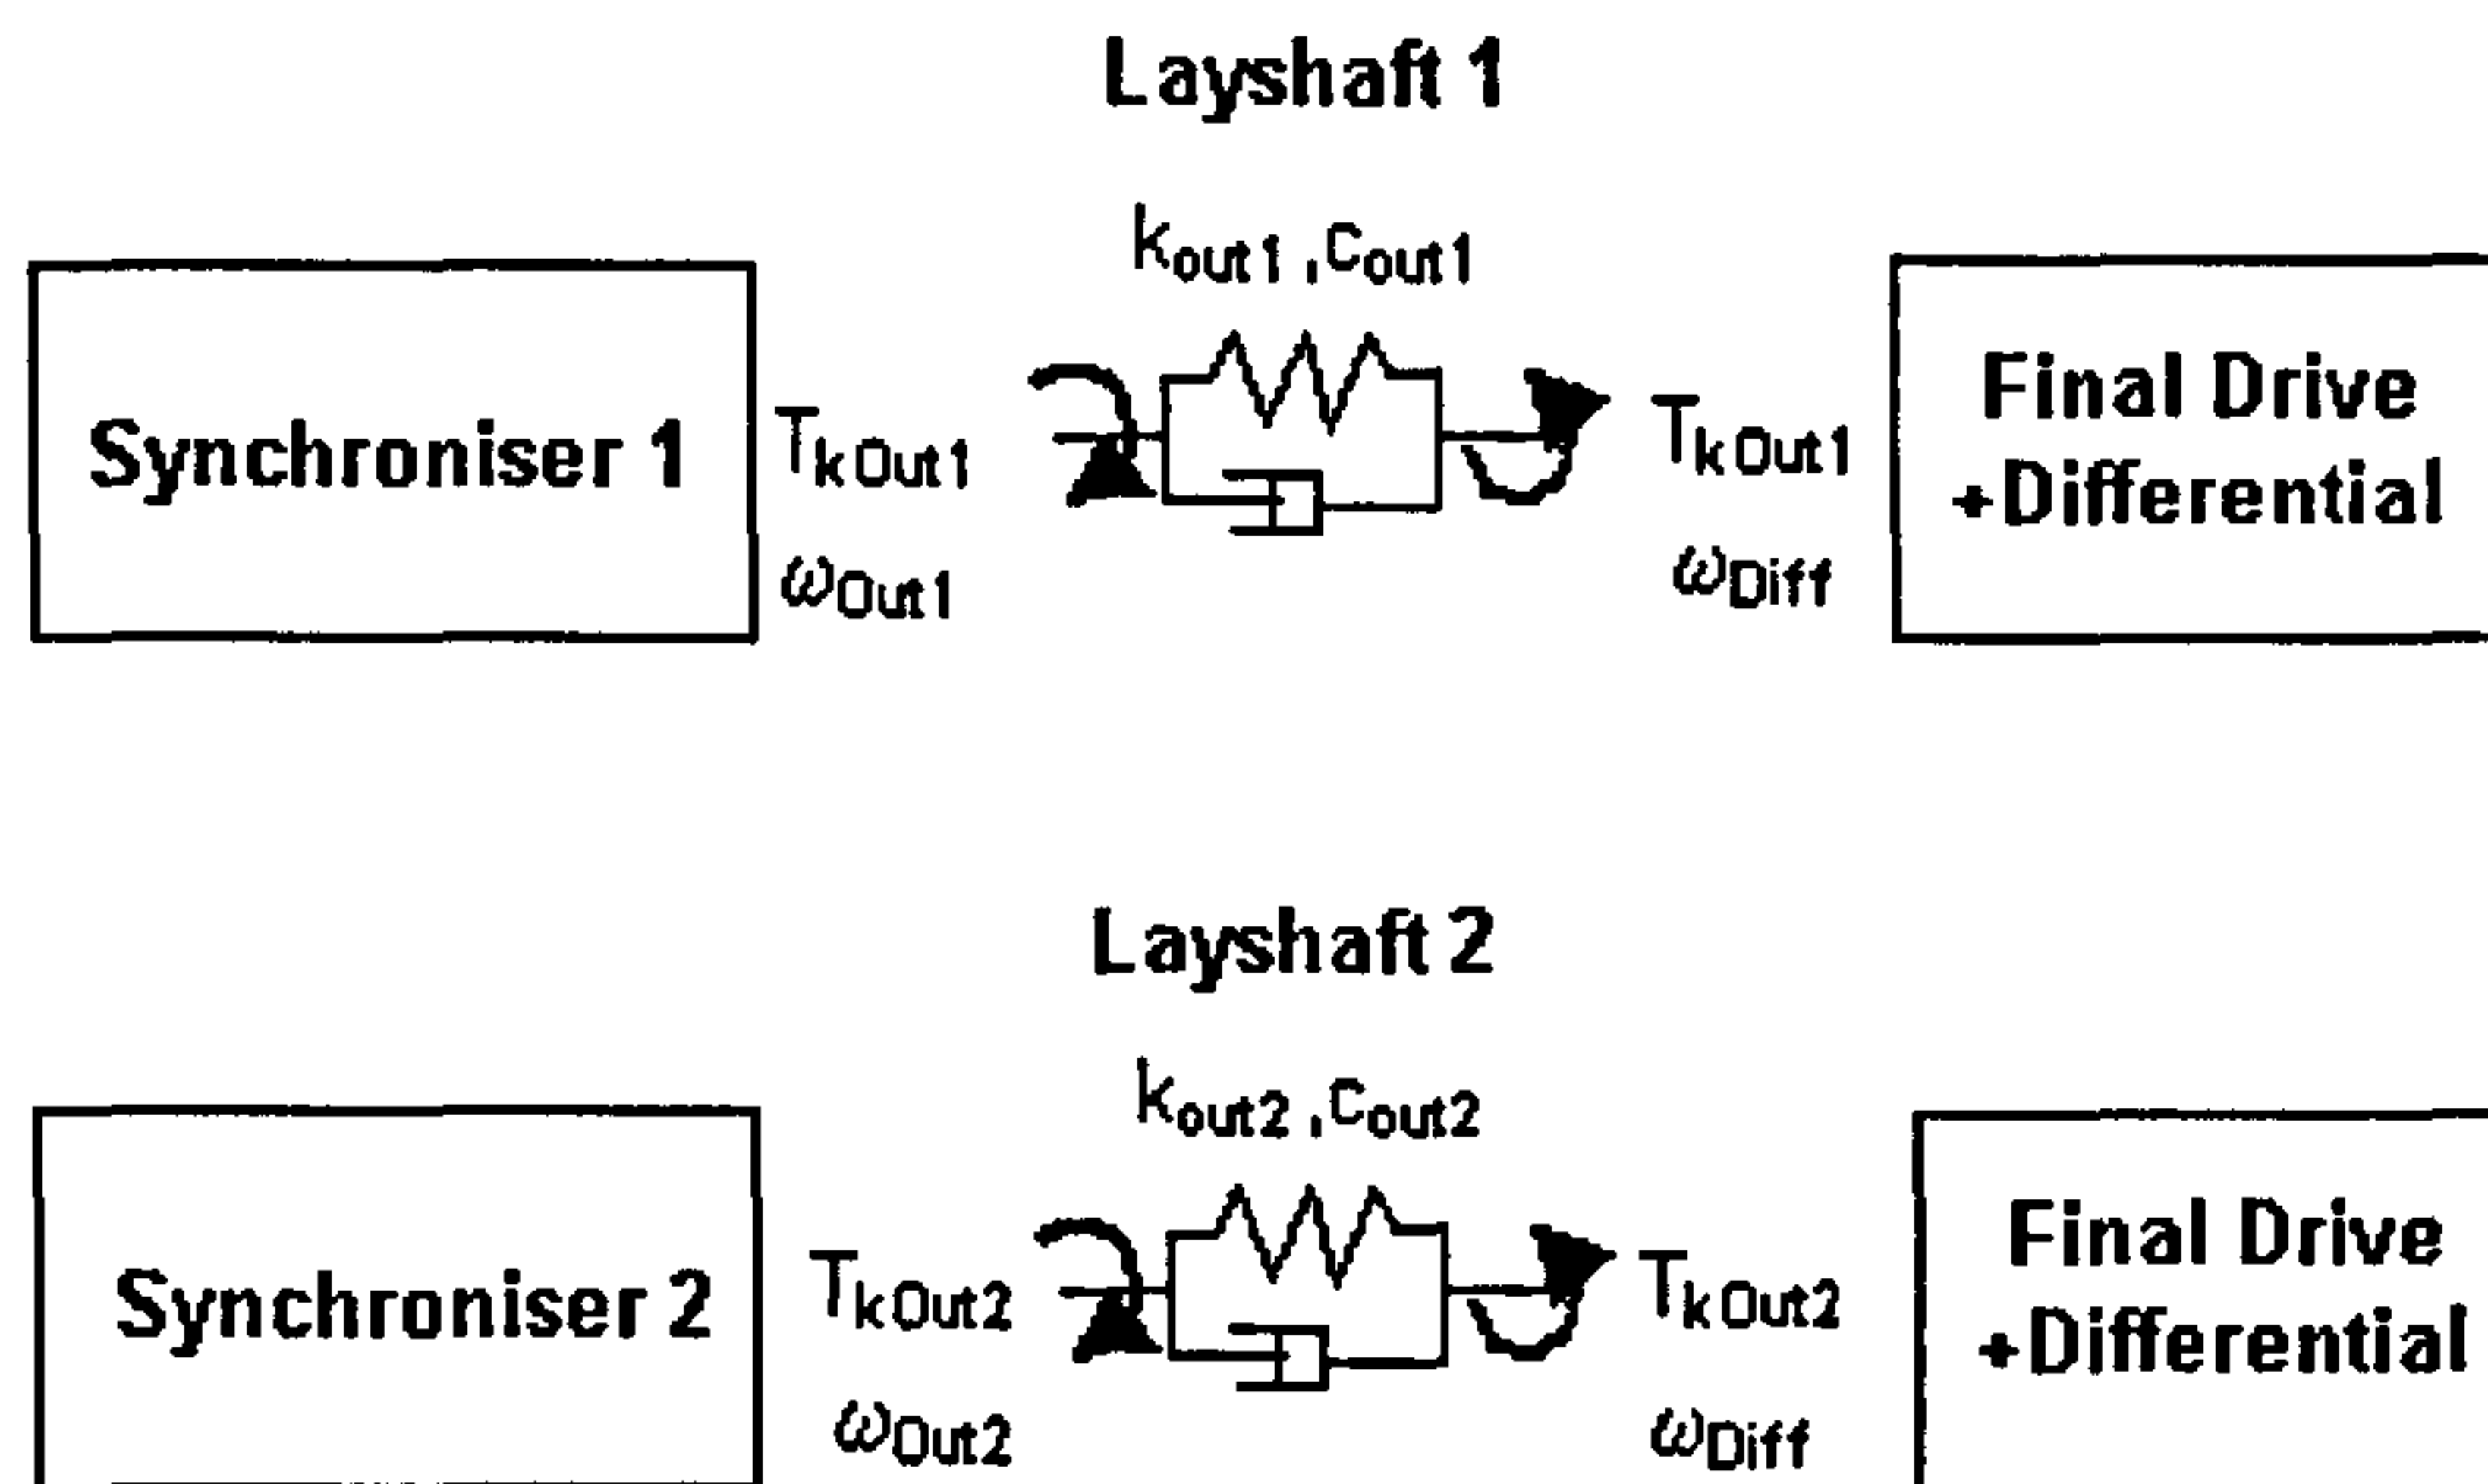 Layshaft 1
kout1 ,cout1
Synchroniser 1
TkOut1
ωOut1
TkOut1
ωDiff
Final Drive
+Differential
Layshaft 2
kout2 ,cout2
Synchroniser 2
TkOut2
ωOut2
TkOut2
ωDiff
Final Drive
+Differential